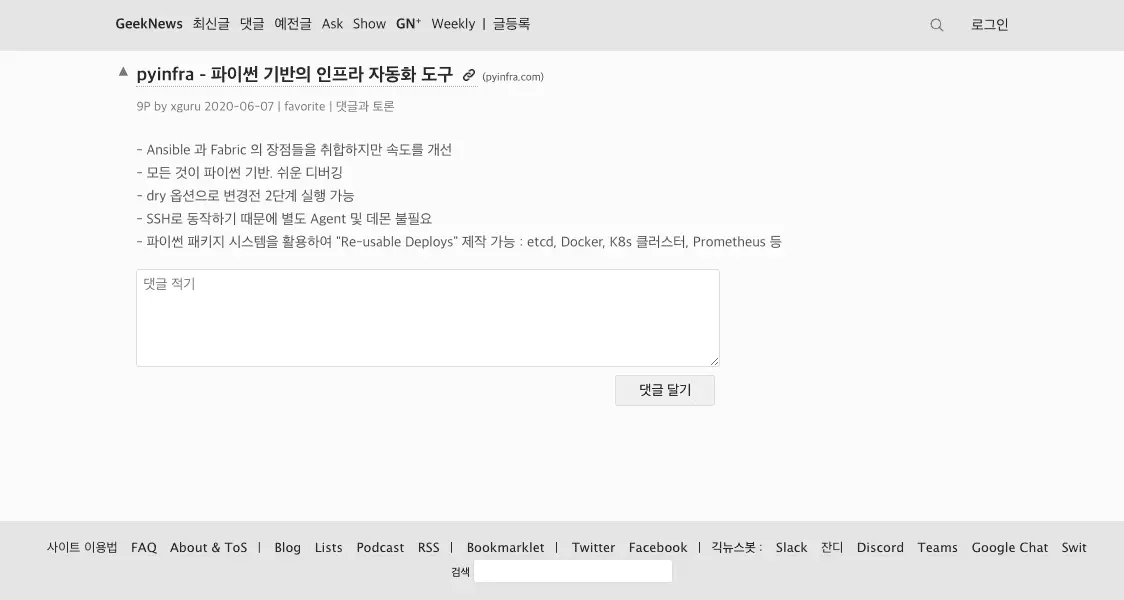 GeekNews 최신글 댓글 예전글 Ask Show GN⁺ Weekly | 글등록 로그인
▲ pyinfra - 파이썬 기반의 인프라 자동화 도구 (pyinfra.com)
9P by xguru 2020-06-07 | favorite | 댓글과 토론
- Ansible 과 Fabric 의 장점들을 취합하지만 속도를 개선
- 모든 것이 파이썬 기반. 쉬운 디버깅
- dry 옵션으로 변경전 2단계 실행 가능
- SSH로 동작하기 때문에 별도 Agent 및 데몬 불필요
- 파이썬 패키지 시스템을 활용하여 "Re-usable Deploys" 제작 가능 : etcd, Docker, K8s 클러스터, Prometheus 등
댓글 적기
댓글 달기
사이트 이용법 FAQ About & ToS | Blog Lists Podcast RSS | Bookmarklet | Twitter Facebook | 긱뉴스봇 : Slack 잔디 Discord Teams Google Chat Swit
검색